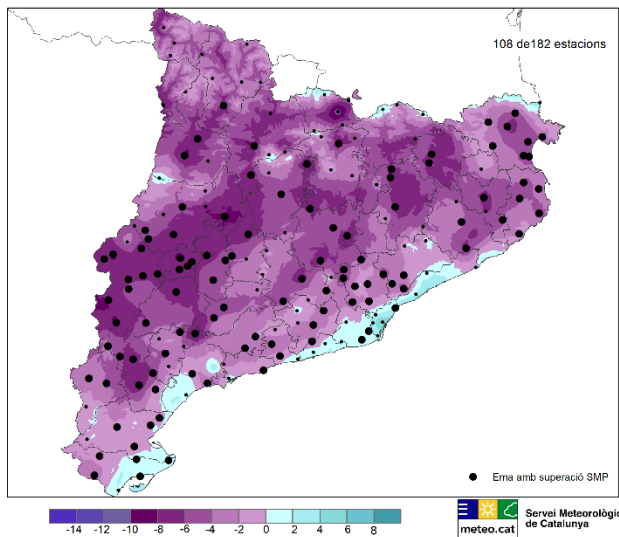 108 de182 estacions
Ema amb superació SMP
-14 -12 -10 -8 -6 -4 -2 0 2 4 6 8
meteo.cat
Servei Meteorològic
de Catalunya